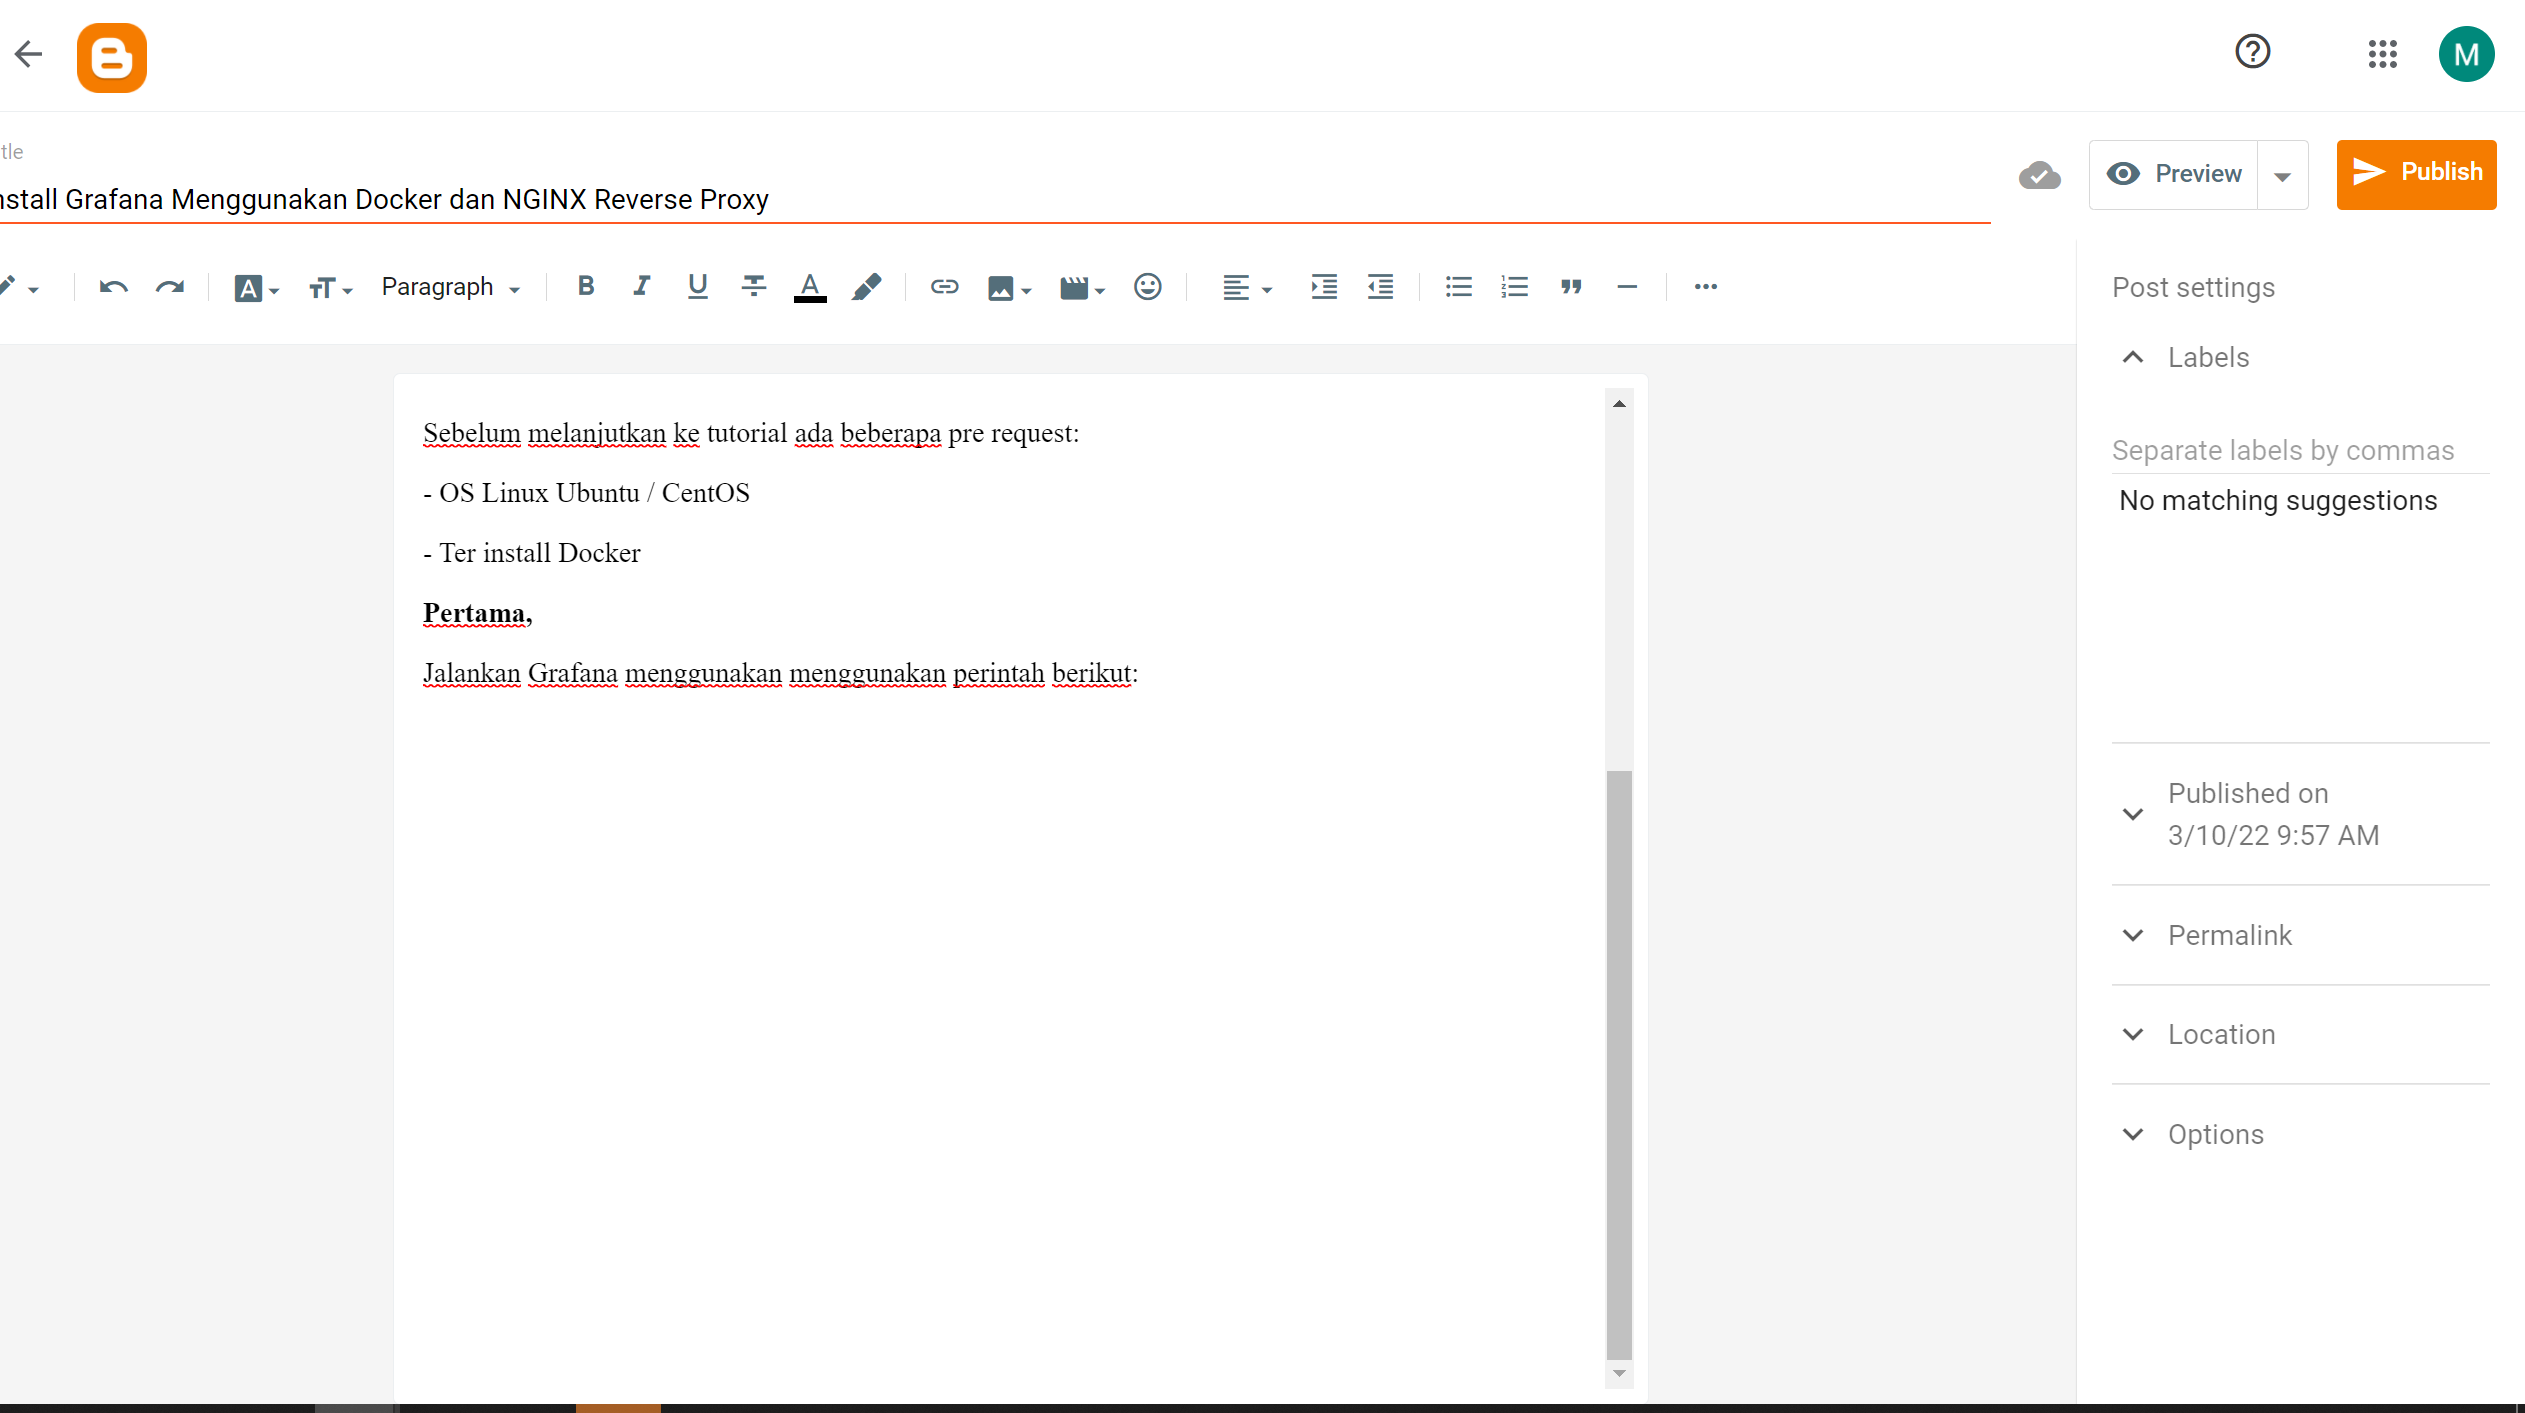 tle
nstall Grafana Menggunakan Docker dan NGINX Reverse Proxy
Preview
Publish
Paragraph
Sebelum melanjutkan ke tutorial ada beberapa pre request:
- OS Linux Ubuntu / CentOS
- Ter install Docker
Pertama,
Jalankan Grafana menggunakan menggunakan perintah berikut:
Post settings
Labels
Separate labels by commas
No matching suggestions
Published on
3/10/22 9:57 AM
Permalink
Location
Options
M